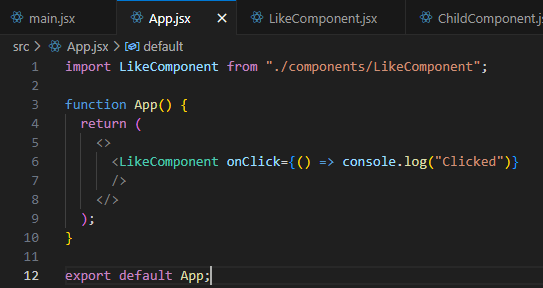 main.jsx App.jsx LikeComponent.jsx ChildComponent.j
src > App.jsx > default
1 import LikeComponent from "./components/LikeComponent";
2
3 function App() {
4   return (
5     <>
6       <LikeComponent onClick={() => console.log("Clicked")}
7       />
8     </>
9   );
10 }
11
12 export default App;